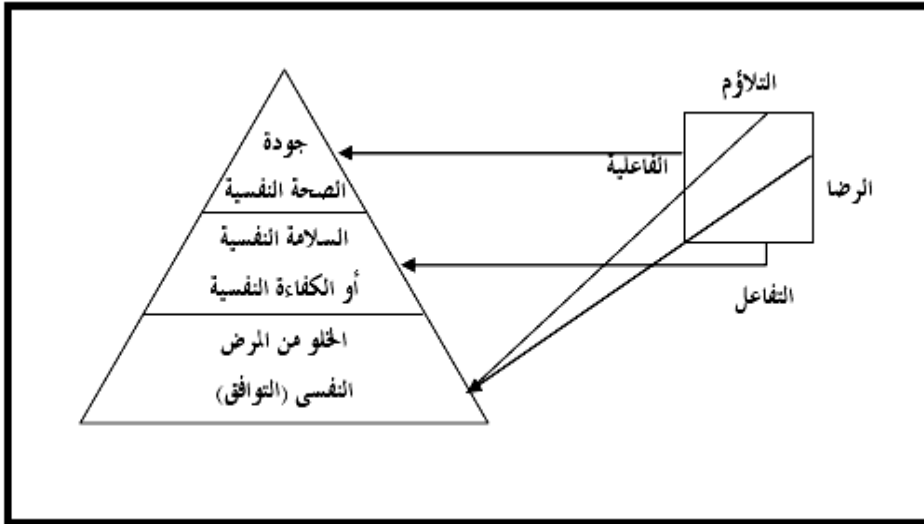 التلاؤم
جودة
الفاعلية
الصحة النفسية
الرضا
السلامة النفسية
أو الكفاءة النفسية
التفاعل
الخلو من المرض
النفسى (التوافق)